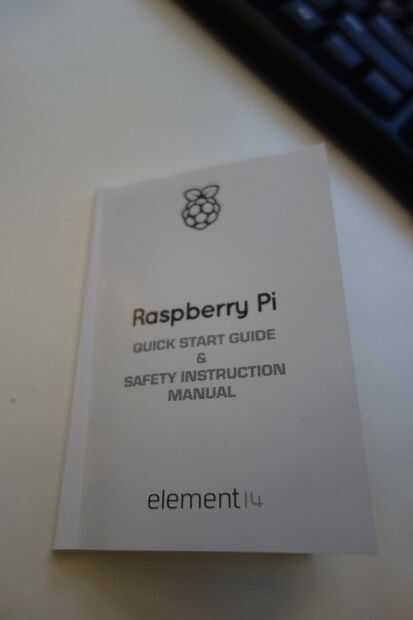 Raspberry Pi
QUICK START GUIDE
&
SAFETY INSTRUCTION
MANUAL
element14